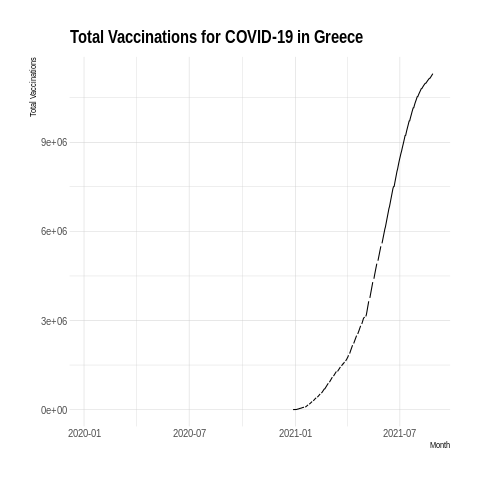 Total Vaccinations for COVID-19 in Greece
Total Vaccinations
9e+06
6e+06
3e+06
0e+00
2020-01 2020-07 2021-01 2021-07
Month